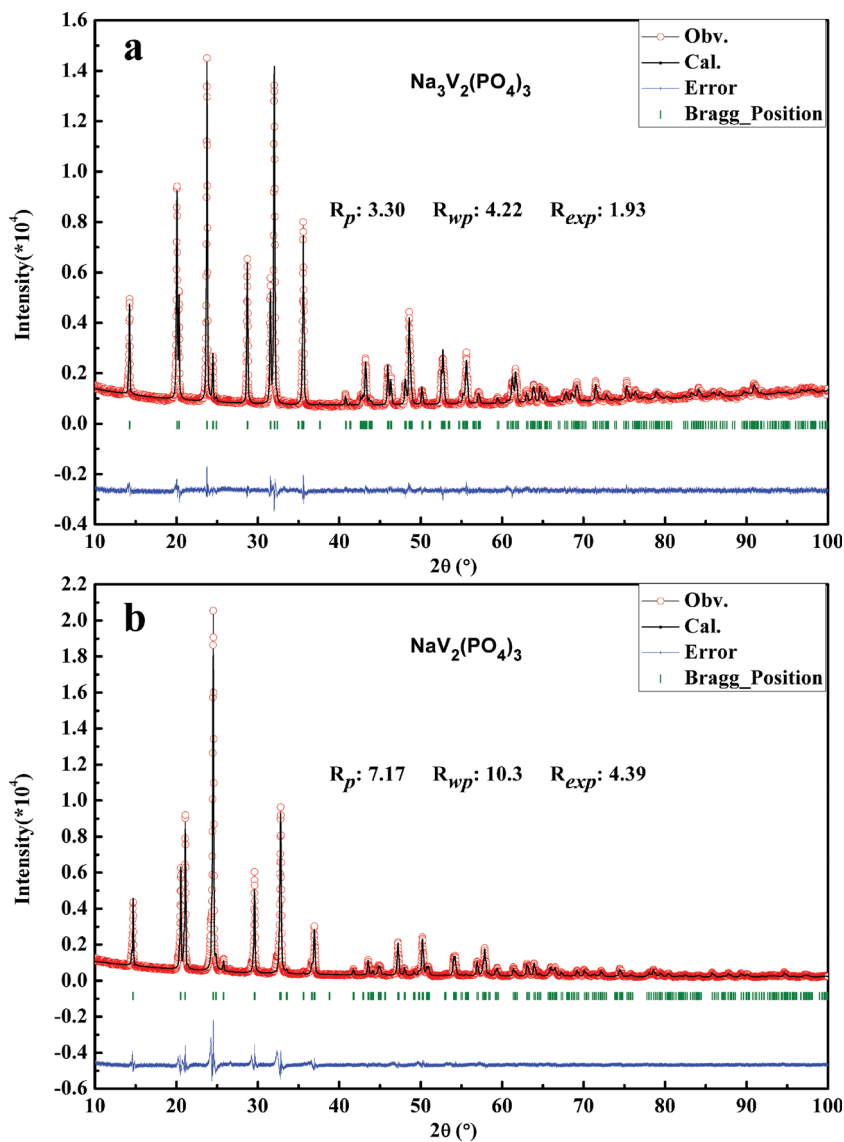 a
Na₃V₂(PO₄)₃
Obv.
Cal.
Error
Bragg_Position
Rp: 3.30 Rwp: 4.22 Rexp: 1.93
Intensity(*10⁴)
1.6
1.4
1.2
1.0
0.8
0.6
0.4
0.2
0.0
-0.2
-0.4
10 20 30 40 50 60 70 80 90 100
2θ (°)
b
NaV₂(PO₄)₃
Obv.
Cal.
Error
Bragg_Position
Rp: 7.17 Rwp: 10.3 Rexp: 4.39
Intensity(*10⁴)
2.2
2.0
1.8
1.6
1.4
1.2
1.0
0.8
0.6
0.4
0.2
0.0
-0.2
-0.4
-0.6
10 20 30 40 50 60 70 80 90 100
2θ (°)